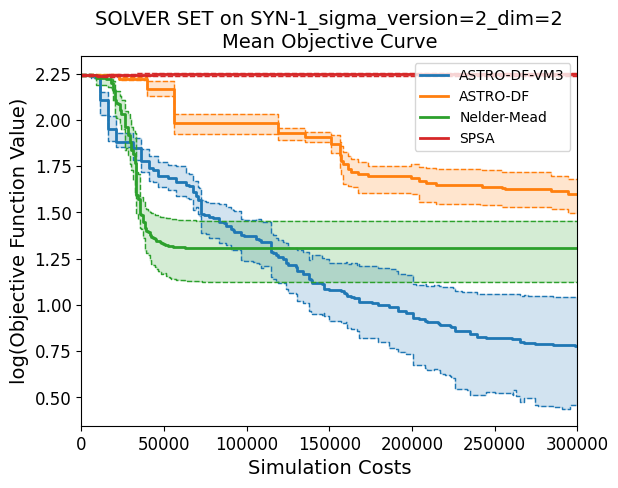 SOLVER SET on SYN-1_sigma_version=2_dim=2
Mean Objective Curve
log(Objective Function Value)
2.25
2.00
1.75
1.50
1.25
1.00
0.75
0.50
ASTRO-DF-VM3
ASTRO-DF
Nelder-Mead
SPSA
0 50000 100000 150000 200000 250000 300000
Simulation Costs